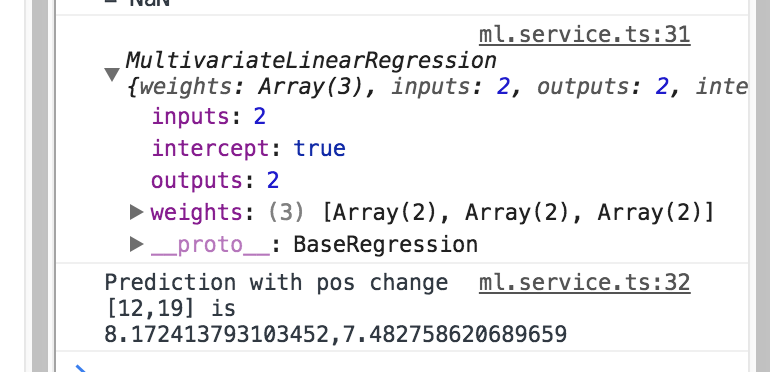 = NaN
ml.service.ts:31
MultivariateLinearRegression
{weights: Array(3), inputs: 2, outputs: 2, inte
inputs: 2
intercept: true
outputs: 2
weights: (3) [Array(2), Array(2), Array(2)]
__proto__: BaseRegression
Prediction with pos change ml.service.ts:32
[12,19] is
8.172413793103452,7.482758620689659